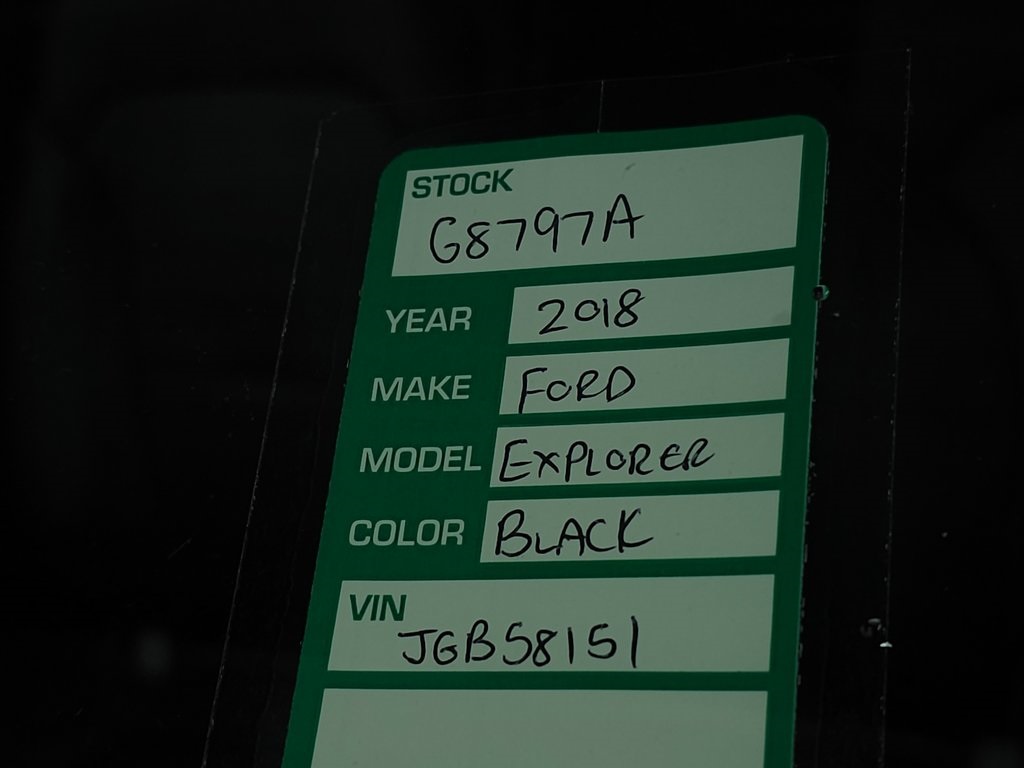 STOCK
G8797A
YEAR 2018
MAKE FORD
MODEL EXPLORER
COLOR BLACK
VIN
JGB58151